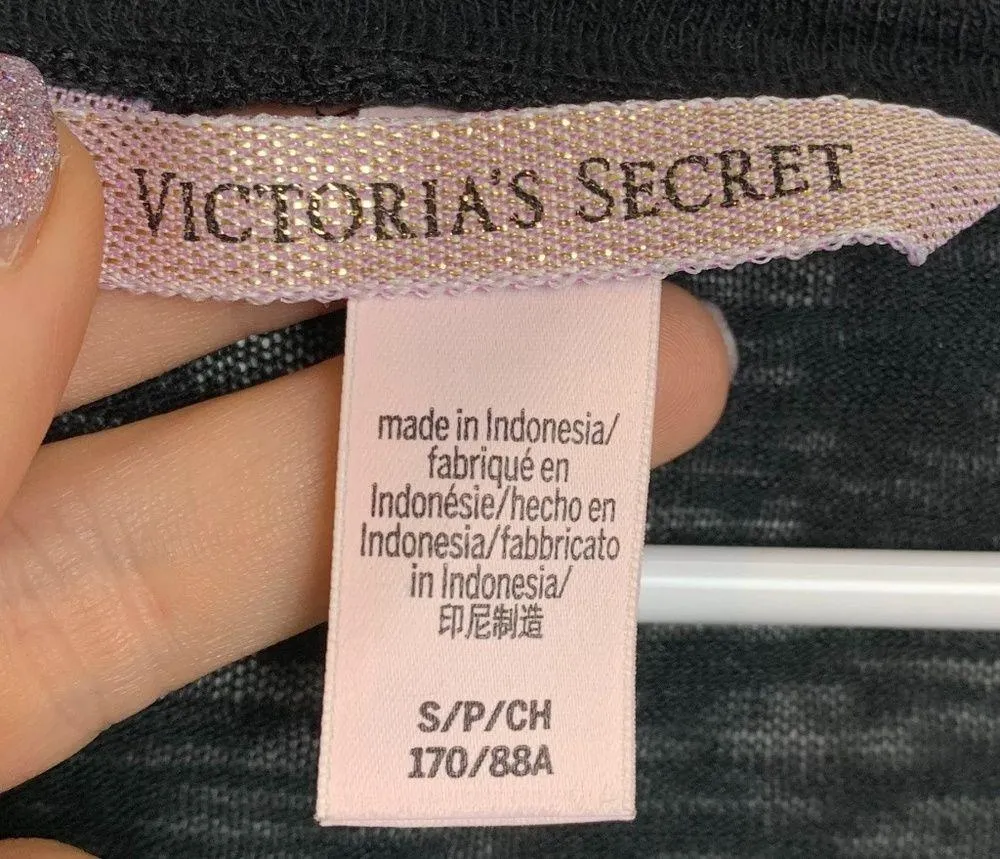 VICTORIA'S SECRET
made in Indonesia/
fabriqué en
Indonésie/hecho en
Indonesia/fabbricato
in Indonesia/
印尼制造
S/P/CH
170/88A